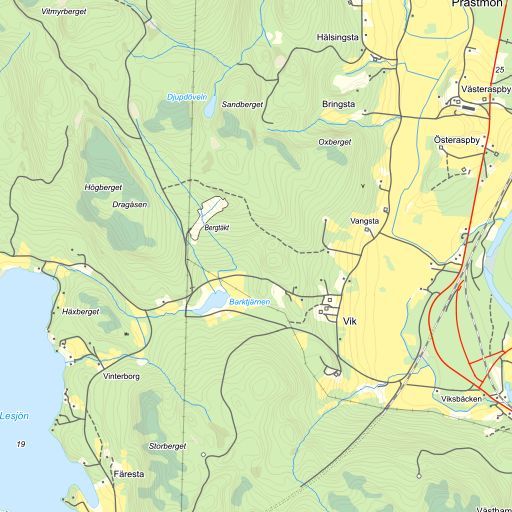 Prästmon
Vitmyrberget
Hälsingsta
25
Västeraspby
Djupdöveln
Sandberget
Bringsta
Österaspby
Oxberget
Högberget
Dragåsen
Vangsta
Bergtäkt
Barktjärnen
Häxberget
Vik
Vinterborg
Viksbäcken
Lesjön
19
Storberget
Färesta
Västham